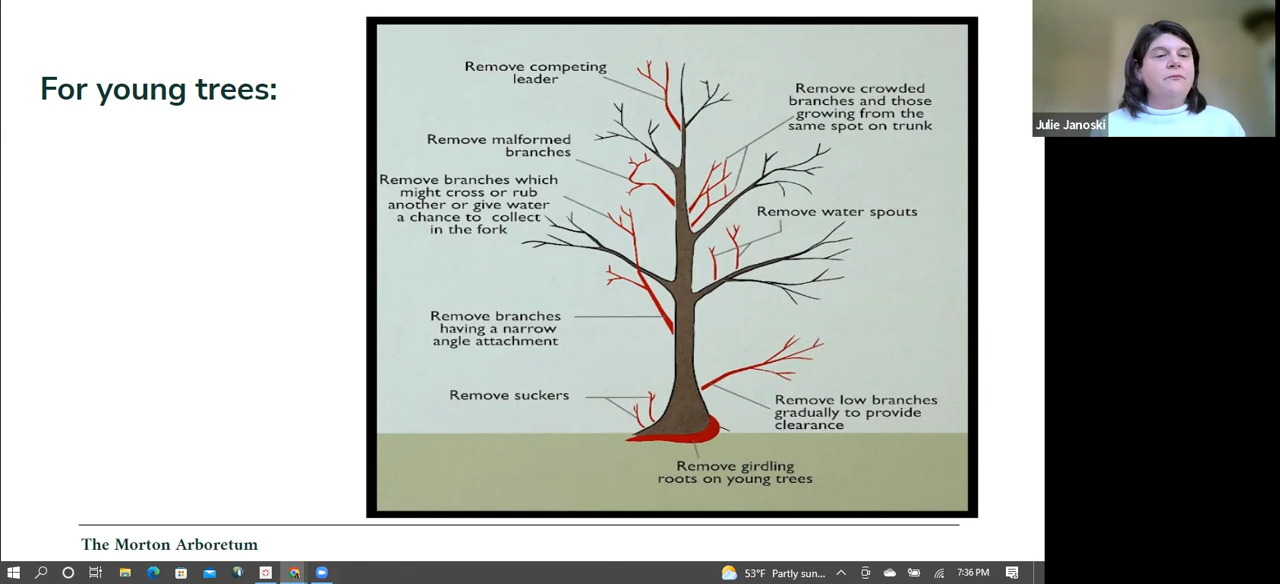 For young trees:
Remove competing
leader
Remove crowded
branches and those
growing from the
same spot on trunk
Remove malformed
branches
Remove branches which
might cross or rub
another or give water
a chance to collect
in the fork
Remove water spouts
Remove branches
having a narrow
angle attachment
Remove suckers
Remove low branches
gradually to provide
clearance
Remove girdling
roots on young trees
The Morton Arboretum
Julie Janoski
53°F Partly sun...
7:36 PM